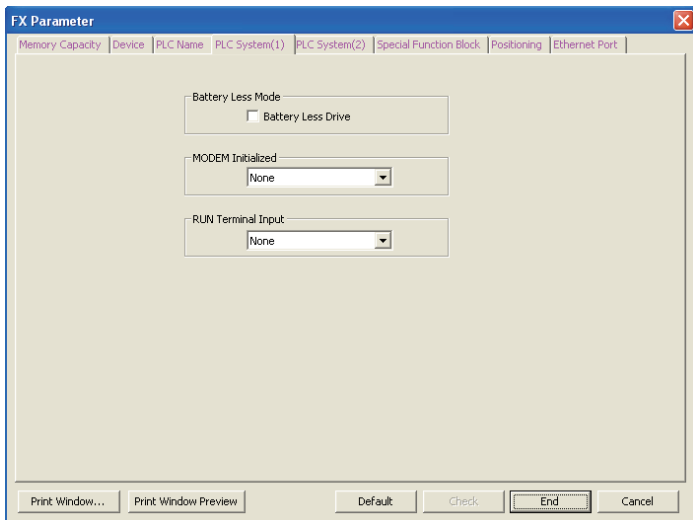 FX Parameter
Memory Capacity Device PLC Name PLC System(1) PLC System(2) Special Function Block Positioning Ethernet Port
Battery Less Mode
Battery Less Drive
MODEM Initialized
None
RUN Terminal Input
None
Print Window... Print Window Preview Default Check End Cancel